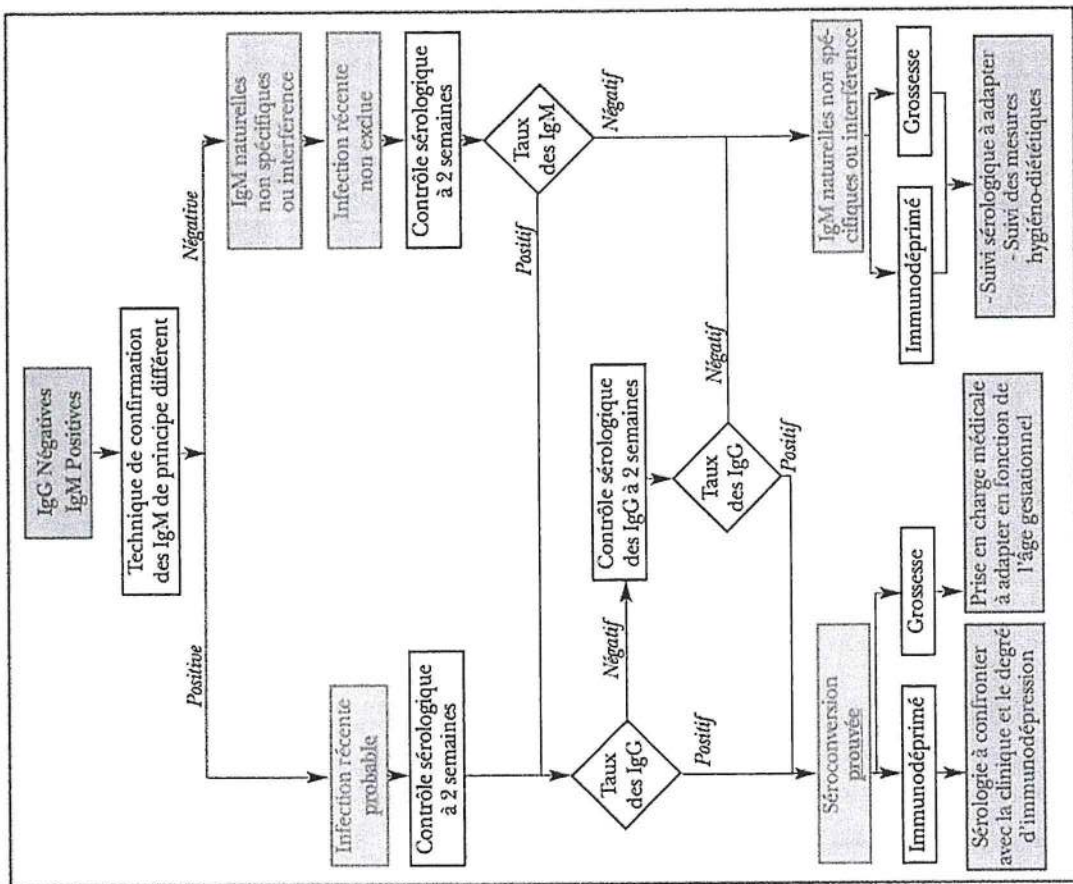 IgG Négatives
IgM Positives
Technique de confirmation
des IgM de principe différent
Positive
Négative
Infection récente
probable
Contrôle sérologique
à 2 semaines
IgM naturelles
non spécifiques
ou interférence
Infection récente
non exclue
Contrôle sérologique
à 2 semaines
Taux
des IgM
Positif
Négatif
Taux
des IgG
Négatif
Positif
Contrôle sérologique
des IgG à 2 semaines
Taux
des IgG
Négatif
Positif
Séroconversion
prouvée
Immunodéprimé
Grossesse
Sérologie à confronter
avec la clinique et le degré
d'immunodépression
Prise en charge médicale
à adapter en fonction de
l'âge gestationnel
IgM naturelles non spé-
cifiques ou interférence
Immunodéprimé
Grossesse
- Suivi sérologique à adapter
- Suivi des mesures
hygiéno-diététiques